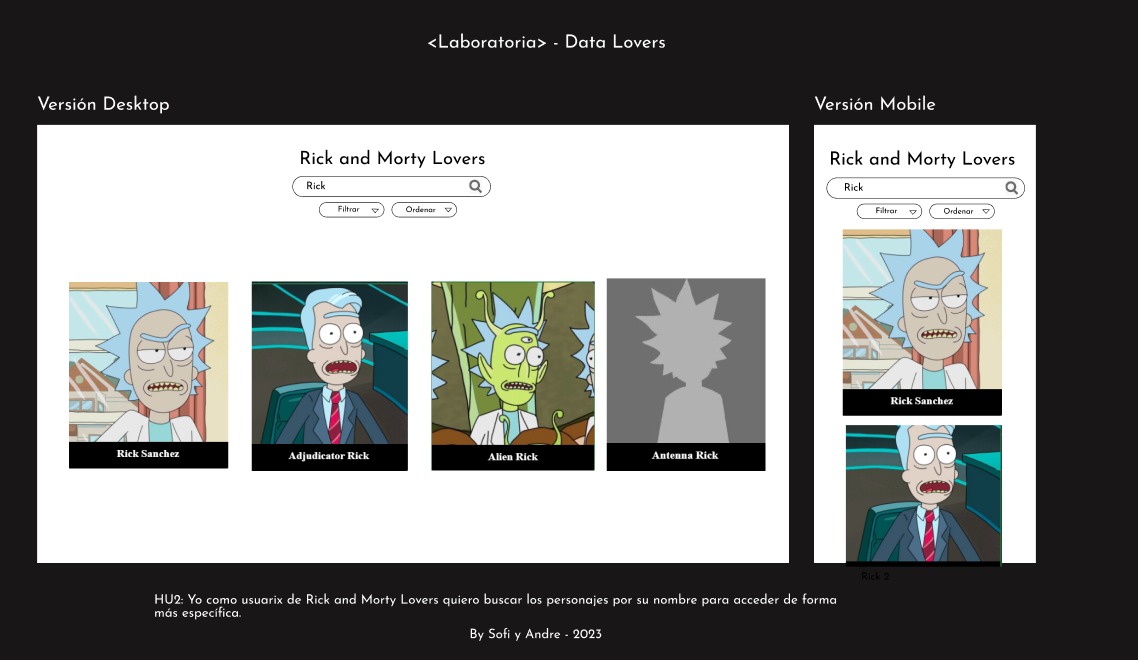 <Laboratoria> - Data Lovers
Versión Desktop
Rick and Morty Lovers
Rick
Filtrar
Ordenar
Rick Sanchez
Adjudicator Rick
Alien Rick
Antenna Rick
Versión Mobile
Rick and Morty Lovers
Rick
Filtrar
Ordenar
Rick Sanchez
Rick 2
HU2: Yo como usuarix de Rick and Morty Lovers quiero buscar los personajes por su nombre para acceder de forma
más específica.
By Sofi y Andre - 2023